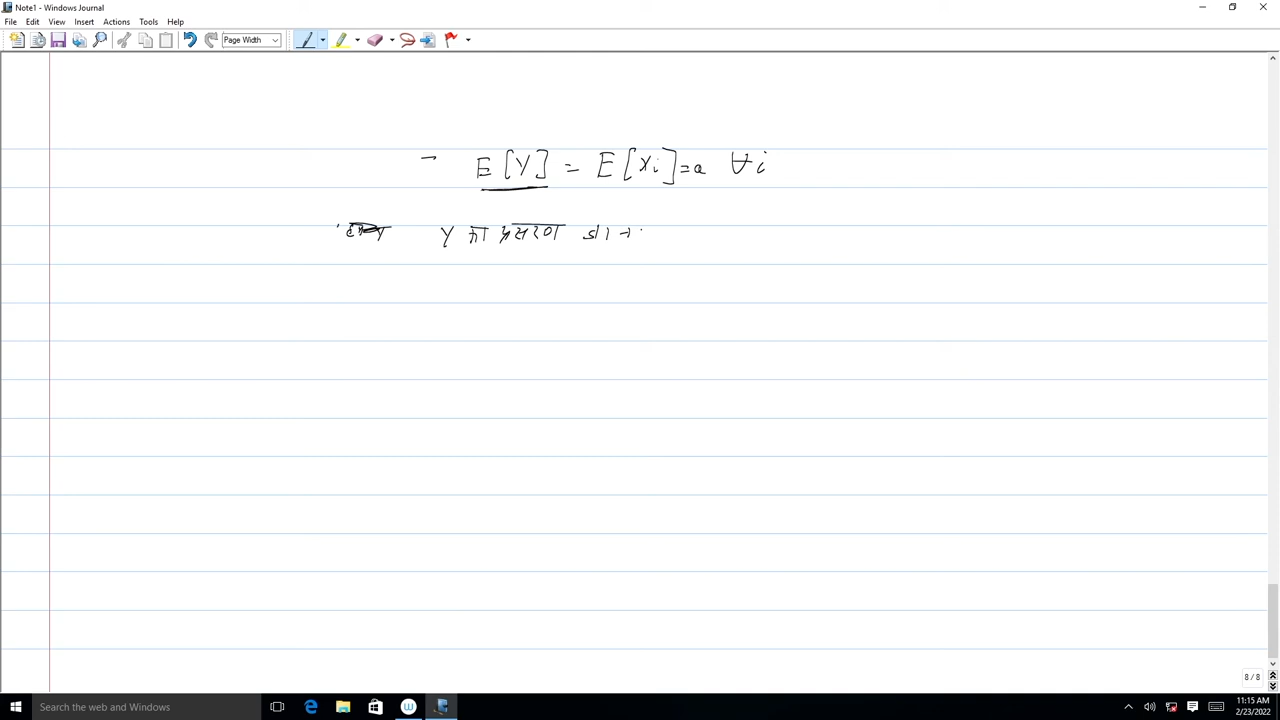 Note1 - Windows Journal
File Edit View Insert Actions Tools Help
Page Width
→ E[Y] = E[Xi]=a ∀i
Y का
8 / 8
Search the web and Windows
11:15 AM
2/23/2022